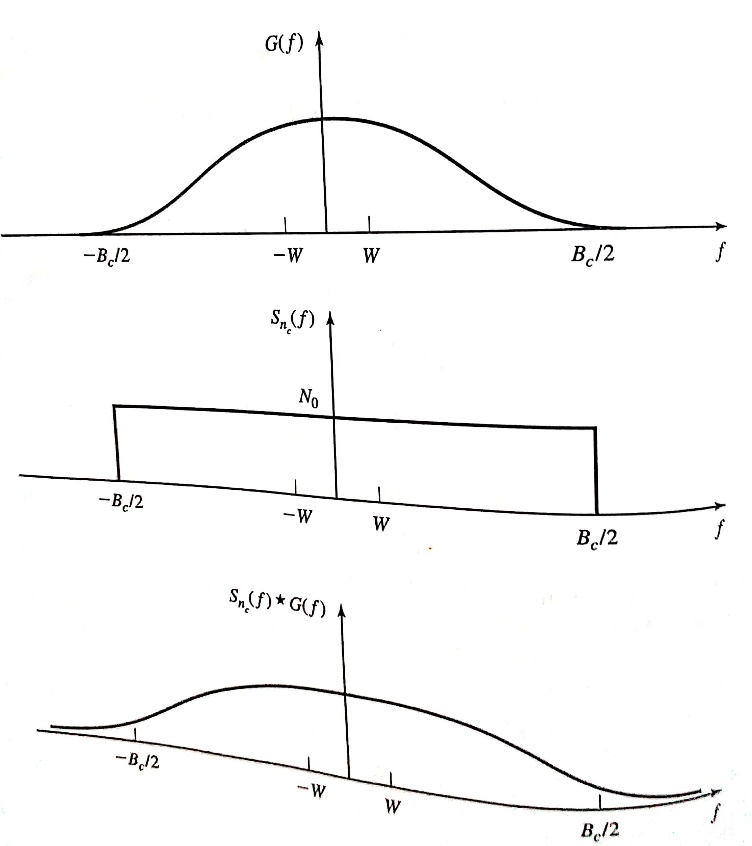 G(f)
−B_c/2 −W W B_c/2 f
S_{n_c}(f)
N_0
−B_c/2 −W W B_c/2 f
S_{n_c}(f) ★ G(f)
−B_c/2 −W W B_c/2 f